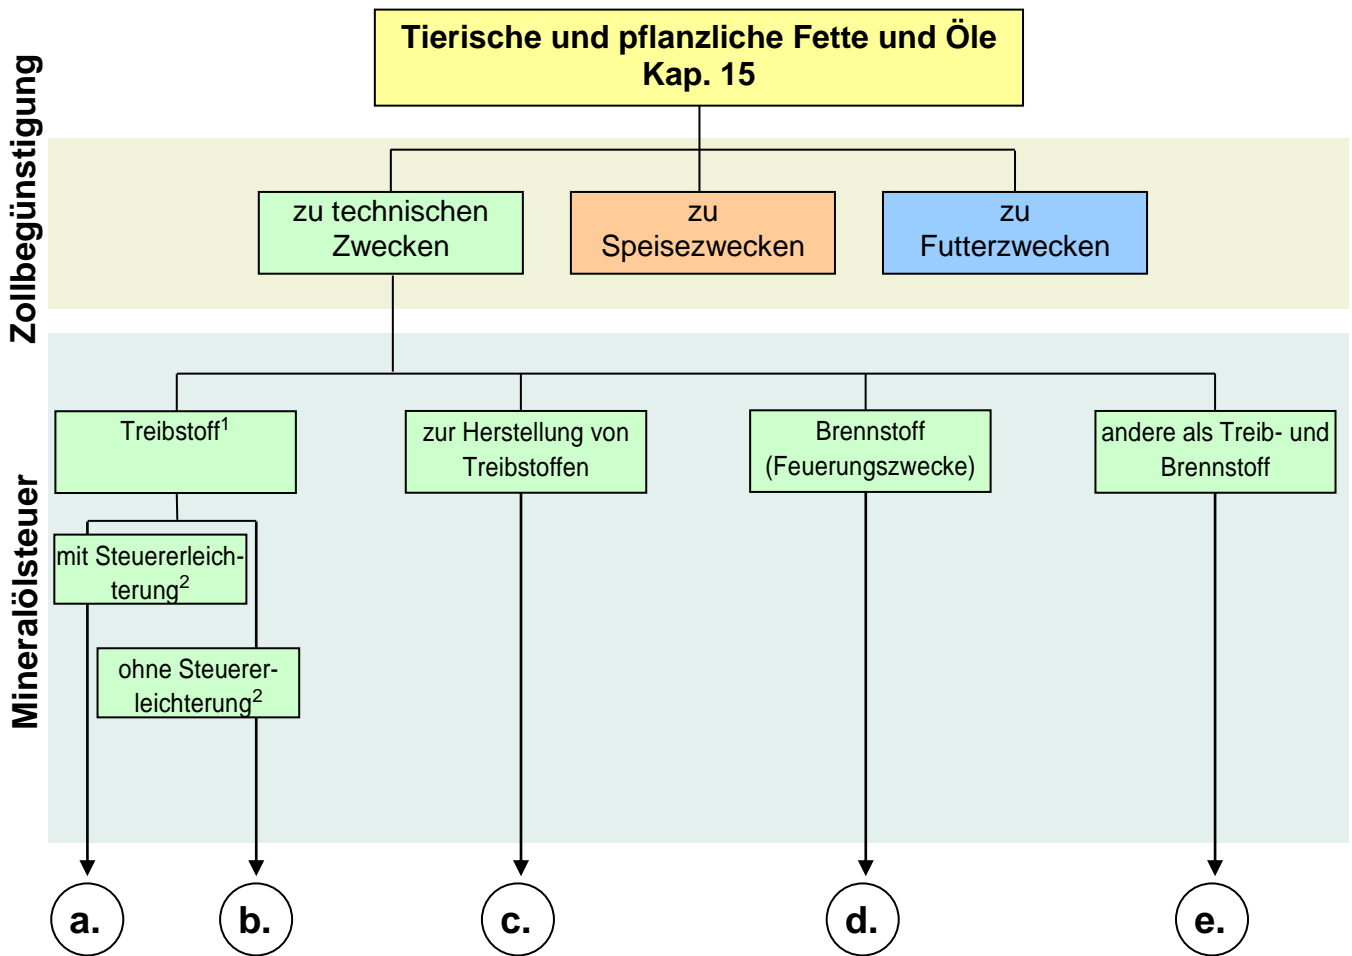 Tierische und pflanzliche Fette und Öle
Kap. 15
Zollbegünstigung
zu technischen
Zwecken
zu
Speisezwecken
zu
Futterzwecken
Mineralölsteuer
Treibstoff¹
zur Herstellung von
Treibstoffen
Brennstoff
(Feuerungszwecke)
andere als Treib- und
Brennstoff
mit Steuererleich-
terung²
ohne Steuerer-
leichterung²
a.
b.
c.
d.
e.